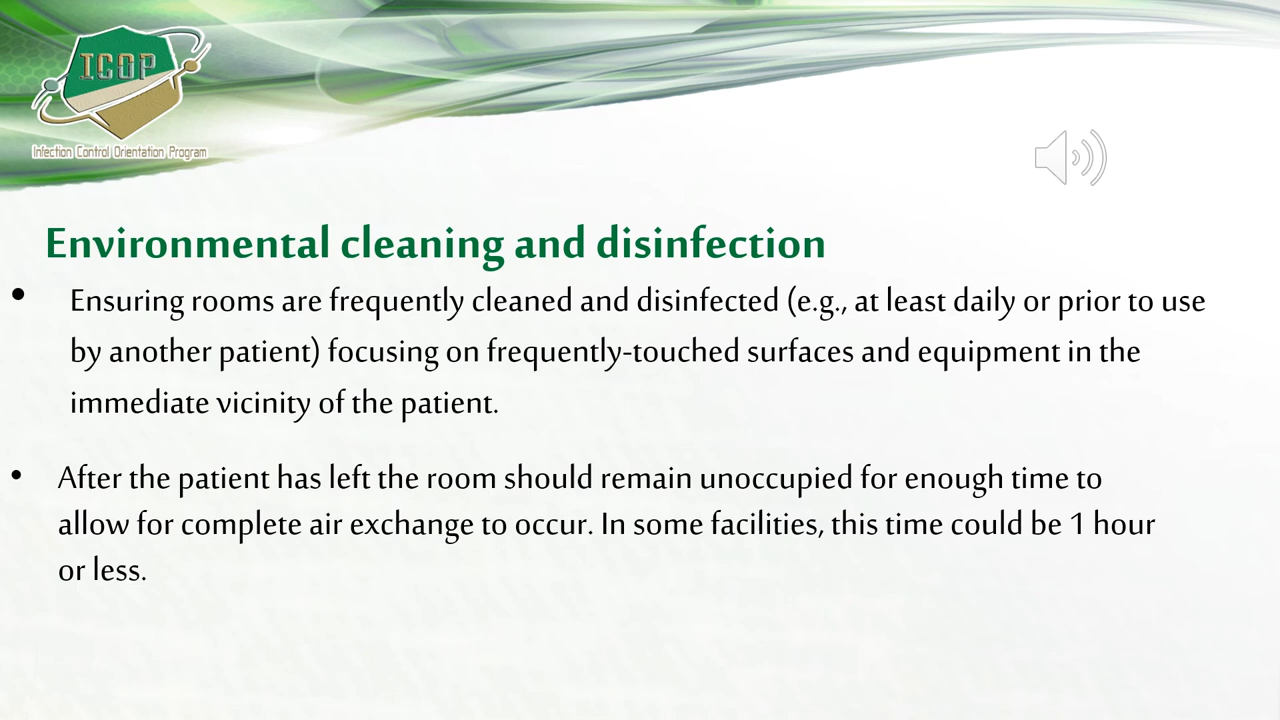 ICOP
Infection Control Orientation Program
Environmental cleaning and disinfection
• Ensuring rooms are frequently cleaned and disinfected (e.g., at least daily or prior to use
by another patient) focusing on frequently-touched surfaces and equipment in the
immediate vicinity of the patient.
• After the patient has left the room should remain unoccupied for enough time to
allow for complete air exchange to occur. In some facilities, this time could be 1 hour
or less.